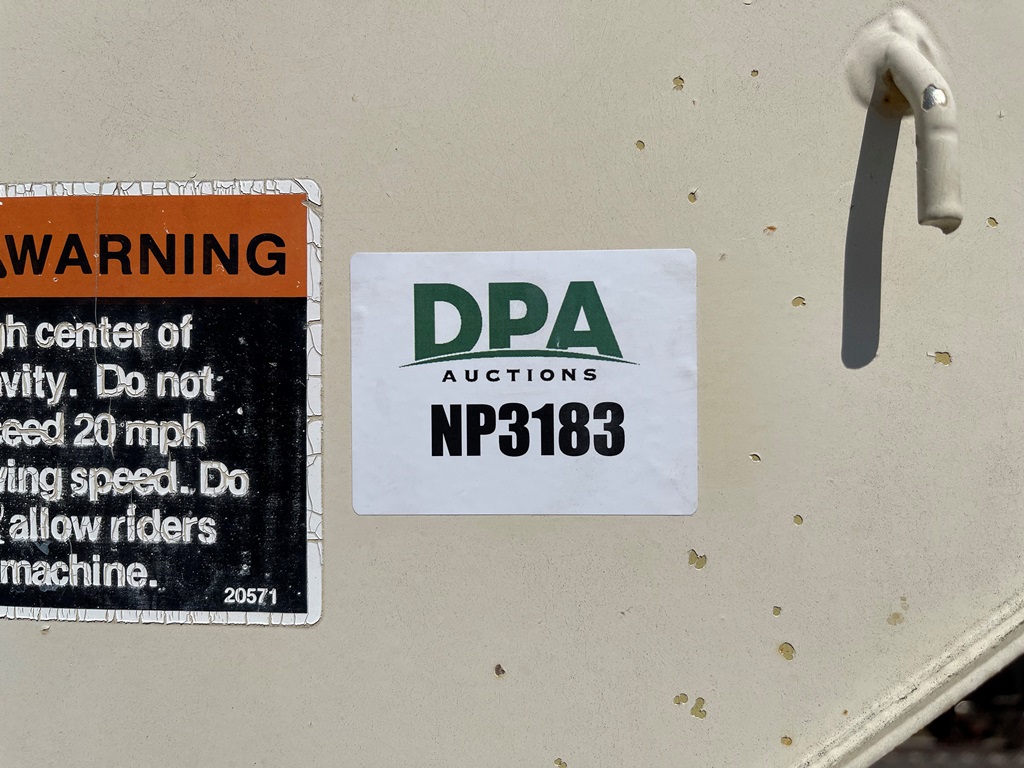 WARNING
gh center of
vity. Do not
eed 20 mph
ing speed. Do
allow riders
machine.
20571
DPA
AUCTIONS
NP3183